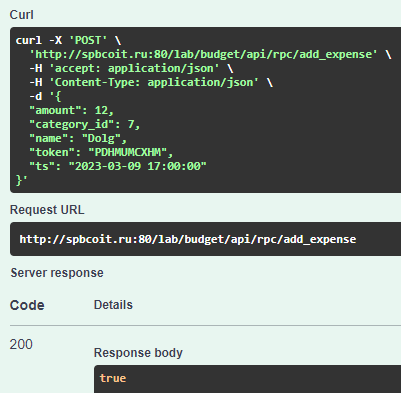 Curl
curl -X 'POST' \
  'http://spbcoit.ru:80/lab/budget/api/rpc/add_expense' \
  -H 'accept: application/json' \
  -H 'Content-Type: application/json' \
  -d '{
  "amount": 12,
  "category_id": 7,
  "name": "Dolg",
  "token": "PDHMUMCXHM",
  "ts": "2023-03-09 17:00:00"
}'
Request URL
http://spbcoit.ru:80/lab/budget/api/rpc/add_expense
Server response
Code Details
200
Response body
true